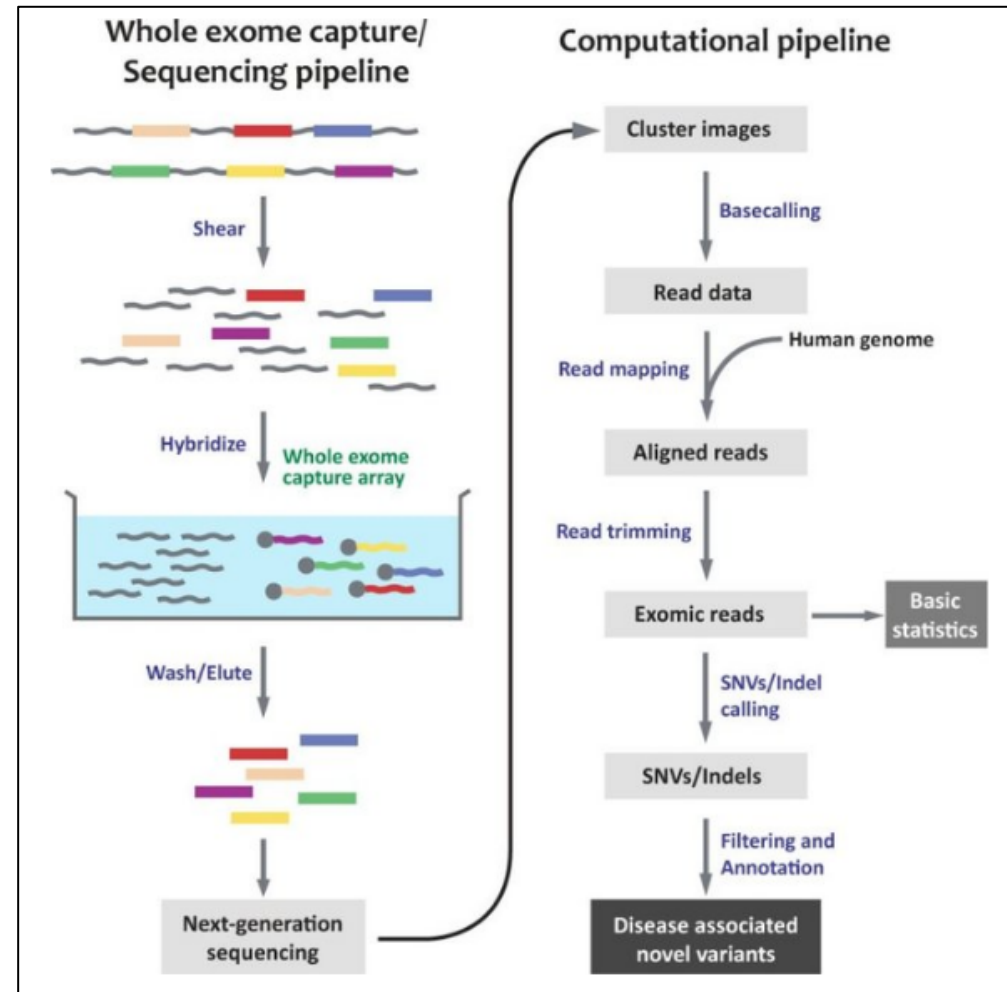 Whole exome capture/
Sequencing pipeline
Shear
Hybridize
Whole exome
capture array
Wash/Elute
Next-generation
sequencing
Computational pipeline
Cluster images
Basecalling
Read data
Human genome
Read mapping
Aligned reads
Read trimming
Exomic reads
Basic
statistics
SNVs/Indel
calling
SNVs/Indels
Filtering and
Annotation
Disease associated
novel variants